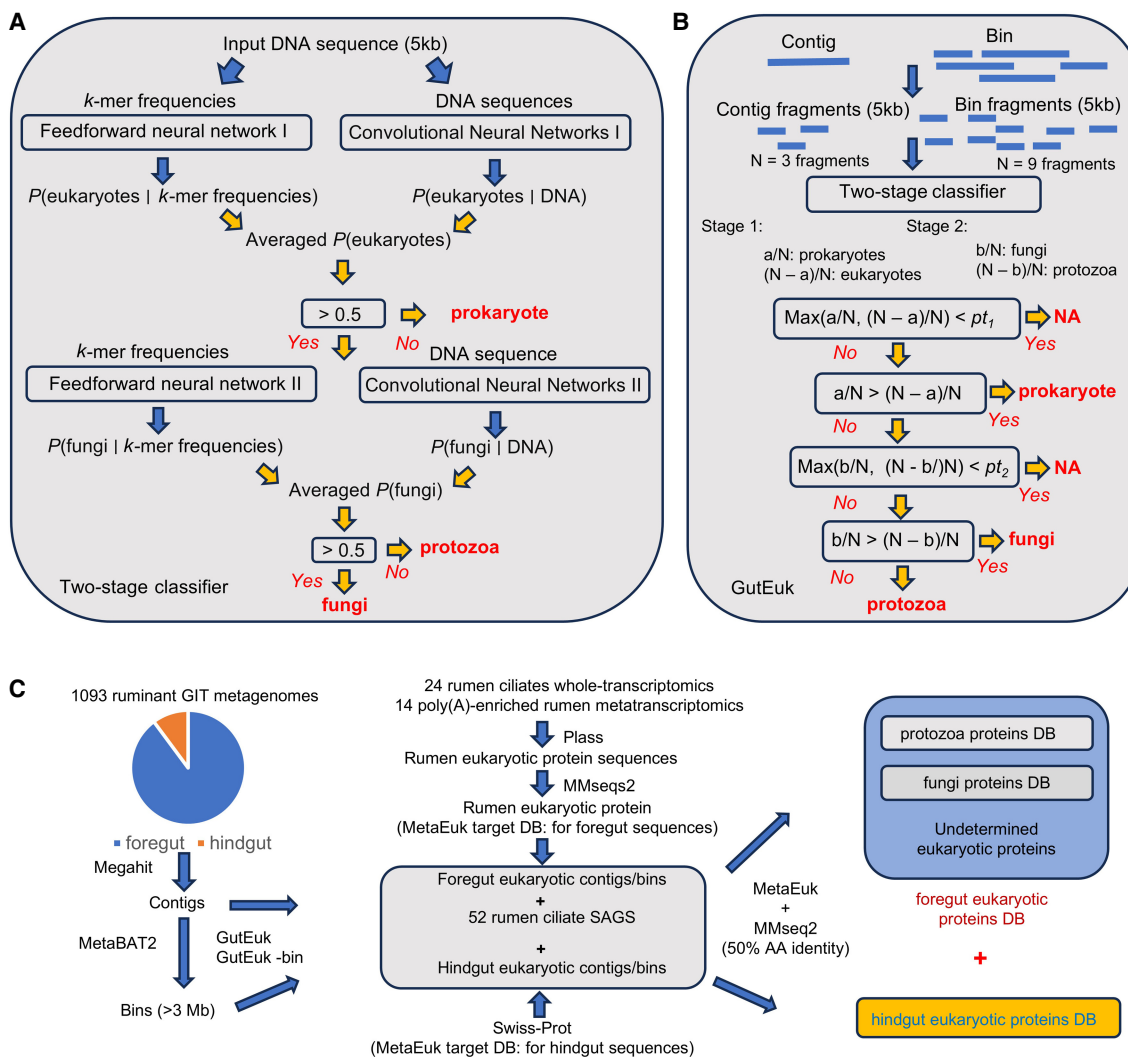 A
Input DNA sequence (5kb)
k-mer frequencies
DNA sequences
Feedforward neural network I
Convolutional Neural Networks I
P(eukaryotes | k-mer frequencies)
P(eukaryotes | DNA)
Averaged P(eukaryotes)
> 0.5
prokaryote
Yes
No
k-mer frequencies
DNA sequence
Feedforward neural network II
Convolutional Neural Networks II
P(fungi | k-mer frequencies)
P(fungi | DNA)
Averaged P(fungi)
> 0.5
protozoa
Yes
No
Two-stage classifier
fungi
B
Contig
Bin
Contig fragments (5kb)
Bin fragments (5kb)
N = 3 fragments
N = 9 fragments
Two-stage classifier
Stage 1:
Stage 2:
a/N: prokaryotes
(N – a)/N: eukaryotes
b/N: fungi
(N – b)/N: protozoa
Max(a/N, (N – a)/N) < pt1
NA
No
Yes
a/N > (N – a)/N
prokaryote
No
Yes
Max(b/N, (N - b/)N) < pt2
NA
No
Yes
b/N > (N – b)/N
fungi
No
Yes
GutEuk
protozoa
C
1093 ruminant GIT metagenomes
foregut
hindgut
Megahit
Contigs
MetaBAT2
GutEuk
GutEuk -bin
Bins (>3 Mb)
24 rumen ciliates whole-transcriptomics
14 poly(A)-enriched rumen metatranscriptomics
Plass
Rumen eukaryotic protein sequences
MMseqs2
Rumen eukaryotic protein
(MetaEuk target DB: for foregut sequences)
Foregut eukaryotic contigs/bins
+
52 rumen ciliate SAGS
+
Hindgut eukaryotic contigs/bins
Swiss-Prot
(MetaEuk target DB: for hindgut sequences)
MetaEuk
+
MMseq2
(50% AA identity)
protozoa proteins DB
fungi proteins DB
Undetermined
eukaryotic proteins
foregut eukaryotic
proteins DB
+
hindgut eukaryotic proteins DB